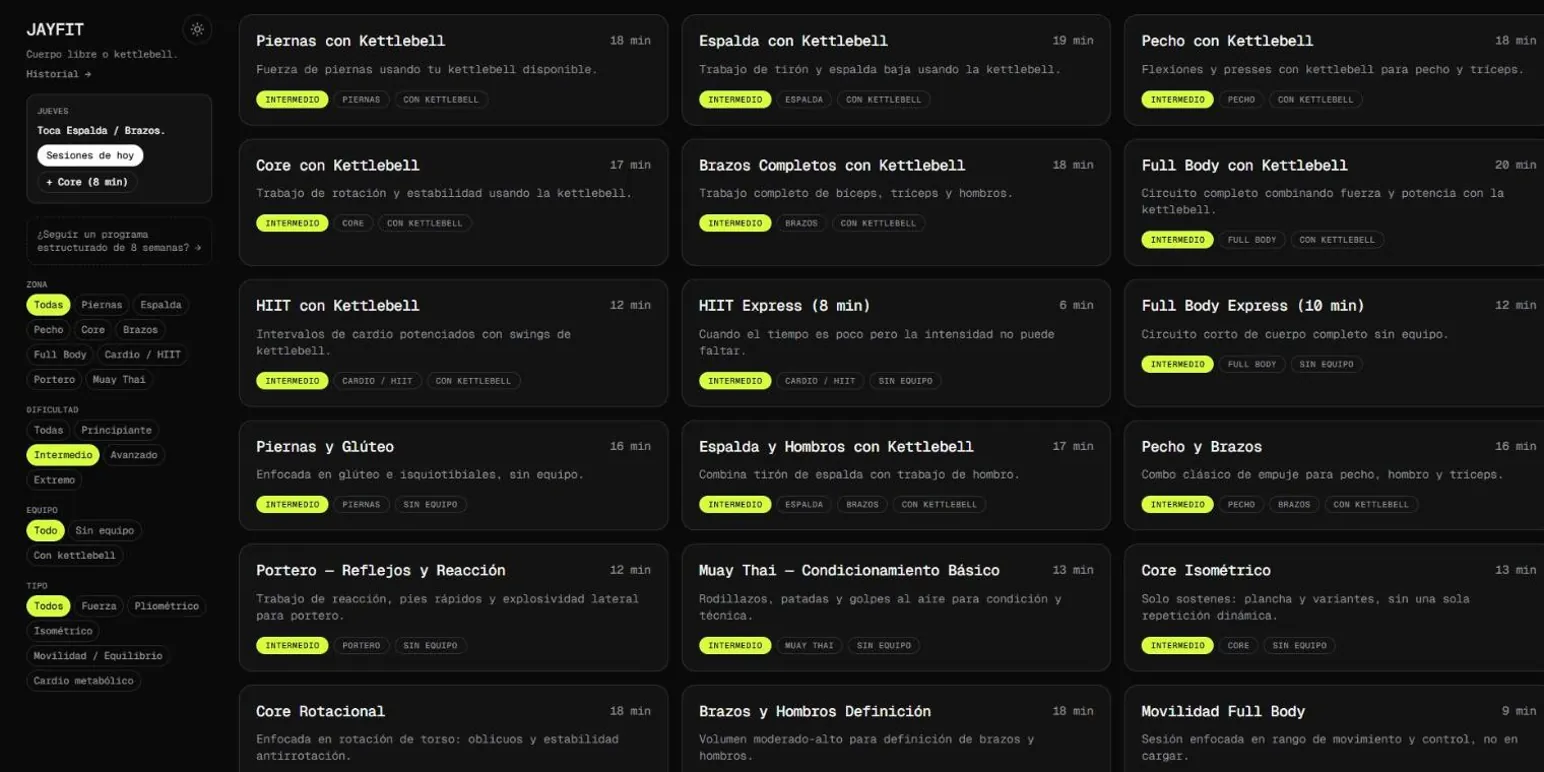 JAYFIT
Cuerpo libre o kettlebell.
Historial →
JUEVES
Toca Espalda / Brazos.
Sesiones de hoy
+ Core (8 min)
¿Seguir un programa
estructurado de 8 semanas? →
ZONA
Todas Piernas Espalda
Pecho Core Brazos
Full Body Cardio / HIIT
Portero Muay Thai
DIFICULTAD
Todas Principiante
Intermedio Avanzado
Extremo
EQUIPO
Todo Sin equipo
Con kettlebell
TIPO
Todos Fuerza Pliométrico
Isométrico
Movilidad / Equilibrio
Cardio metabólico
Piernas con Kettlebell 18 min
Fuerza de piernas usando tu kettlebell disponible.
INTERMEDIO PIERNAS CON KETTLEBELL
Espalda con Kettlebell 19 min
Trabajo de tirón y espalda baja usando la kettlebell.
INTERMEDIO ESPALDA CON KETTLEBELL
Pecho con Kettlebell 18 min
Flexiones y presses con kettlebell para pecho y tríceps.
INTERMEDIO PECHO CON KETTLEBELL
Core con Kettlebell 17 min
Trabajo de rotación y estabilidad usando la kettlebell.
INTERMEDIO CORE CON KETTLEBELL
Brazos Completos con Kettlebell 18 min
Trabajo completo de bíceps, tríceps y hombros.
INTERMEDIO BRAZOS CON KETTLEBELL
Full Body con Kettlebell 20 min
Circuito completo combinando fuerza y potencia con la
kettlebell.
INTERMEDIO FULL BODY CON KETTLEBELL
HIIT con Kettlebell 12 min
Intervalos de cardio potenciados con swings de
kettlebell.
INTERMEDIO CARDIO / HIIT CON KETTLEBELL
HIIT Express (8 min) 6 min
Cuando el tiempo es poco pero la intensidad no puede
faltar.
INTERMEDIO CARDIO / HIIT SIN EQUIPO
Full Body Express (10 min) 12 min
Circuito corto de cuerpo completo sin equipo.
INTERMEDIO FULL BODY SIN EQUIPO
Piernas y Glúteo 16 min
Enfocada en glúteo e isquiotibiales, sin equipo.
INTERMEDIO PIERNAS SIN EQUIPO
Espalda y Hombros con Kettlebell 17 min
Combina tirón de espalda con trabajo de hombro.
INTERMEDIO ESPALDA BRAZOS CON KETTLEBELL
Pecho y Brazos 16 min
Combo clásico de empuje para pecho, hombro y tríceps.
INTERMEDIO PECHO BRAZOS CON KETTLEBELL
Portero — Reflejos y Reacción 12 min
Trabajo de reacción, pies rápidos y explosividad lateral
para portero.
INTERMEDIO PORTERO SIN EQUIPO
Muay Thai — Condicionamiento Básico 13 min
Rodillazos, patadas y golpes al aire para condición y
técnica.
INTERMEDIO MUAY THAI SIN EQUIPO
Core Isométrico 13 min
Solo sostenes: plancha y variantes, sin una sola
repetición dinámica.
INTERMEDIO CORE SIN EQUIPO
Core Rotacional 18 min
Enfocada en rotación de torso: oblicuos y estabilidad
antirrotación.
Brazos y Hombros Definición 18 min
Volumen moderado-alto para definición de brazos y
hombros.
Movilidad Full Body 9 min
Sesión enfocada en rango de movimiento y control, no en
cargar.